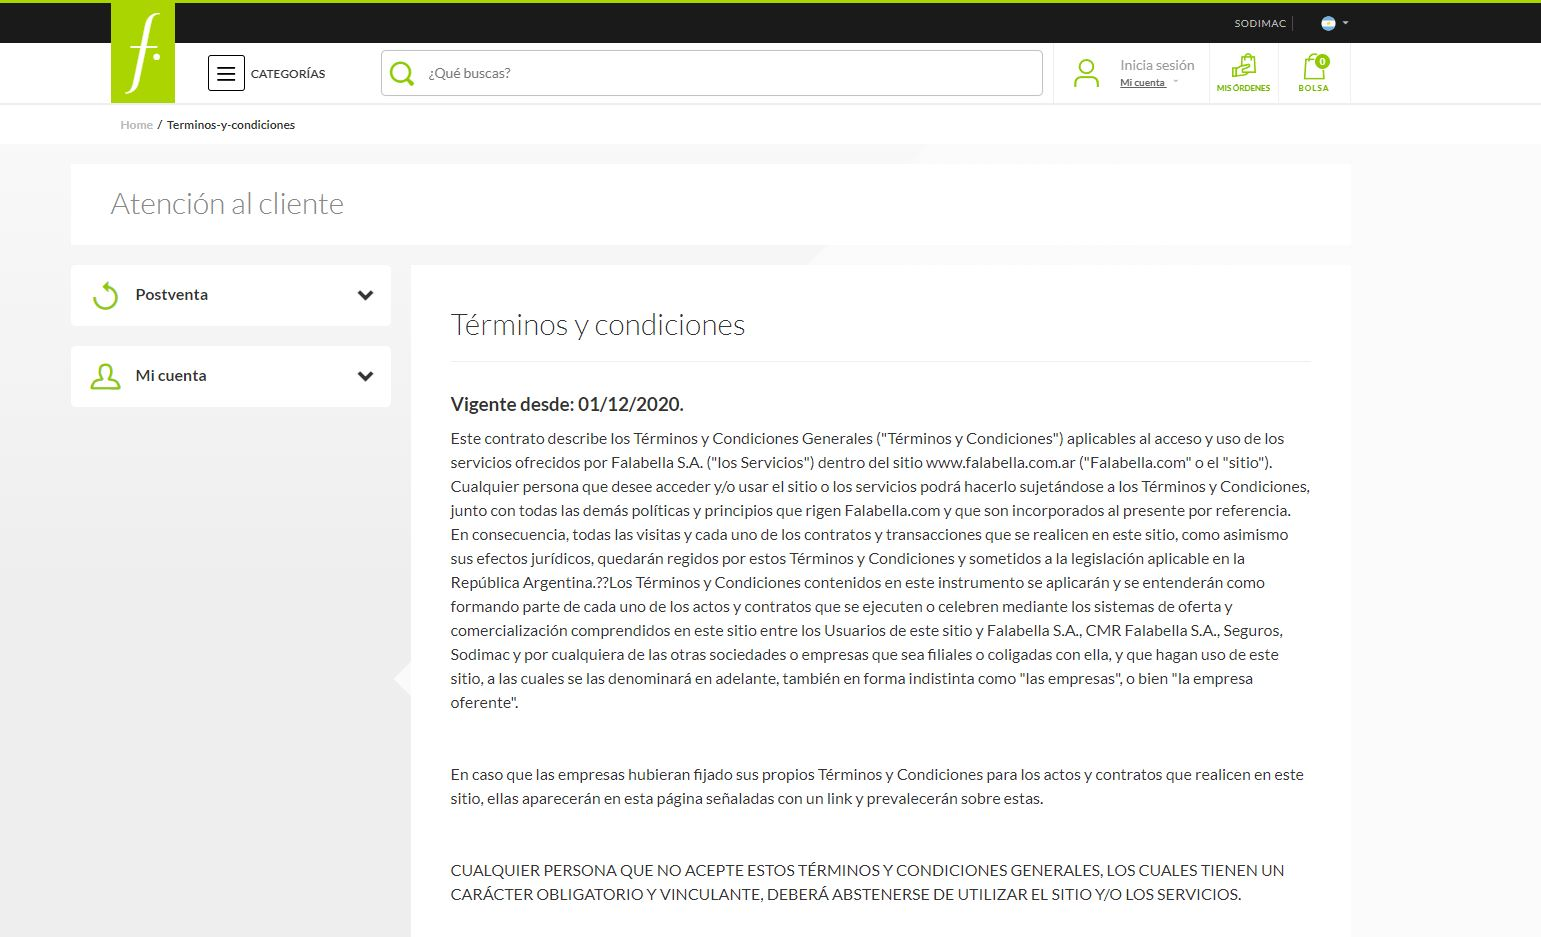 SODIMAC
f.
CATEGORÍAS
¿Qué buscas?
Inicia sesión
Mi cuenta
MIS ÓRDENES
0
BOLSA
Home / Terminos-y-condiciones
Atención al cliente
Postventa
Mi cuenta
Términos y condiciones
Vigente desde: 01/12/2020.
Este contrato describe los Términos y Condiciones Generales ("Términos y Condiciones") aplicables al acceso y uso de los
servicios ofrecidos por Falabella S.A. ("los Servicios") dentro del sitio www.falabella.com.ar ("Falabella.com" o el "sitio").
Cualquier persona que desee acceder y/o usar el sitio o los servicios podrá hacerlo sujetándose a los Términos y Condiciones,
junto con todas las demás políticas y principios que rigen Falabella.com y que son incorporados al presente por referencia.
En consecuencia, todas las visitas y cada uno de los contratos y transacciones que se realicen en este sitio, como asimismo
sus efectos jurídicos, quedarán regidos por estos Términos y Condiciones y sometidos a la legislación aplicable en la
República Argentina.??Los Términos y Condiciones contenidos en este instrumento se aplicarán y se entenderán como
formando parte de cada uno de los actos y contratos que se ejecuten o celebren mediante los sistemas de oferta y
comercialización comprendidos en este sitio entre los Usuarios de este sitio y Falabella S.A., CMR Falabella S.A., Seguros,
Sodimac y por cualquiera de las otras sociedades o empresas que sea filiales o coligadas con ella, y que hagan uso de este
sitio, a las cuales se las denominará en adelante, también en forma indistinta como "las empresas", o bien "la empresa
oferente".
En caso que las empresas hubieran fijado sus propios Términos y Condiciones para los actos y contratos que realicen en este
sitio, ellas aparecerán en esta página señaladas con un link y prevalecerán sobre estas.
CUALQUIER PERSONA QUE NO ACEPTE ESTOS TÉRMINOS Y CONDICIONES GENERALES, LOS CUALES TIENEN UN
CARÁCTER OBLIGATORIO Y VINCULANTE, DEBERÁ ABSTENERSE DE UTILIZAR EL SITIO Y/O LOS SERVICIOS.